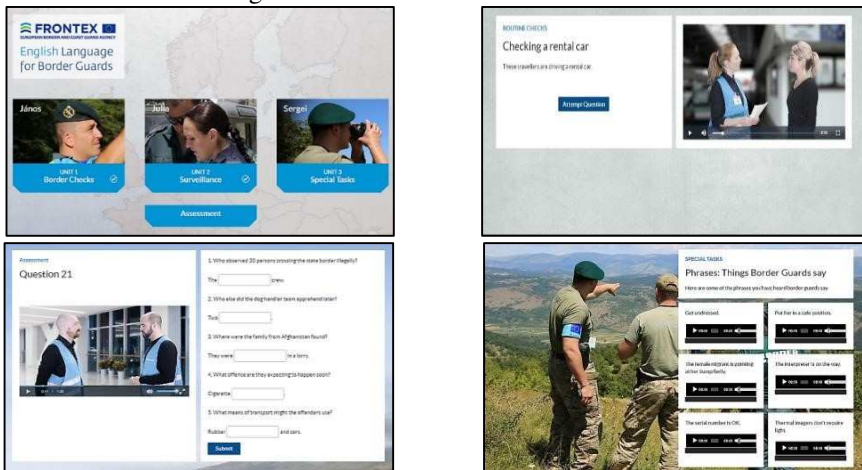 FRONTEX
EUROPEAN BORDER AND COAST GUARD AGENCY
English Language
for Border Guards
János
Julia
Sergei
UNIT 1
Border Checks
UNIT 2
Surveillance
UNIT 3
Special Tasks
Assessment
ROUTINE CHECKS
Checking a rental car
These travellers are driving a rental car.
Attempt Question
Assessment
Question 21
1. Who observed 20 persons crossing the state border illegally?
The crew.
2. Who else did the dog handler team apprehend later?
Two .
3. Where were the family from Afghanistan found?
They were in a lorry.
4. What offence are they expecting to happen soon?
Cigarette .
5. What means of transport might the offenders use?
Rubber and cars.
Submit
SPECIAL TASKS
Phrases: Things Border Guards say
Here are some of the phrases you have heard border guards say
Get undressed.
Put her in a safe position.
The female migrant is
The interpreter is on the way.
The serial number is OK.
Thermal imagers don't require
light.